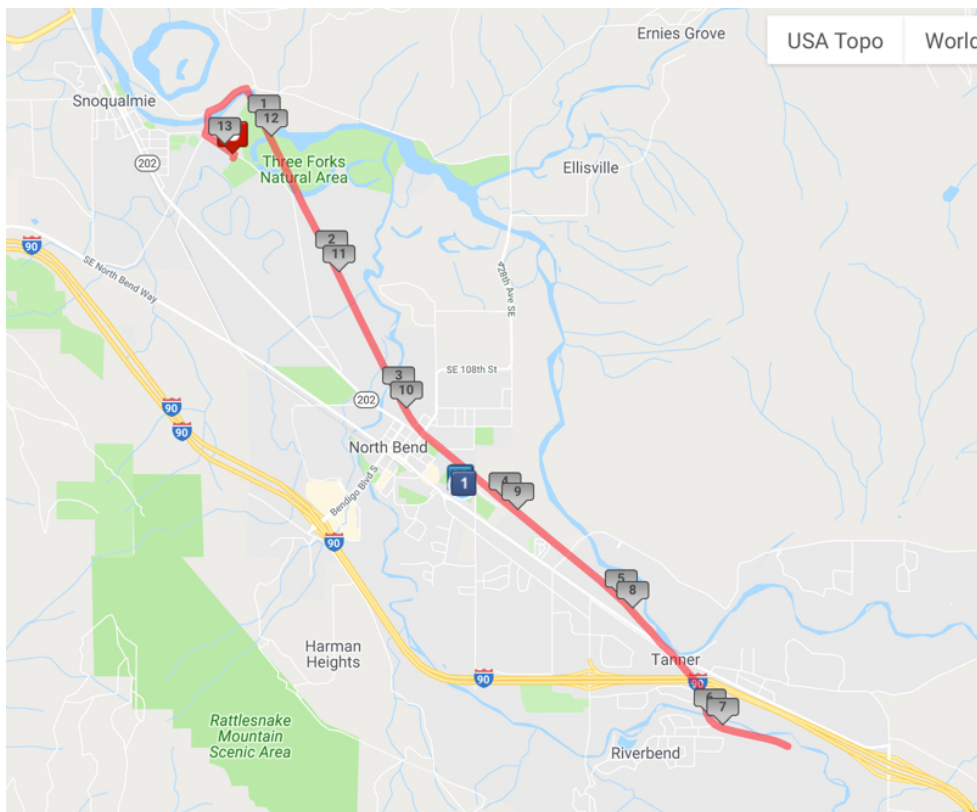 Ernies Grove
USA Topo
World
Snoqualmie
1
12
13
202
Three Forks
Natural Area
Ellisville
90
2
11
SE North Bend Way
428th Ave SE
3
10
SE 108th St
202
90
90
North Bend
4
9
1
Bendigo Blvd S
90
5
8
Harman
Heights
Tanner
90
90
6
7
Rattlesnake
Mountain
Scenic Area
Riverbend
90